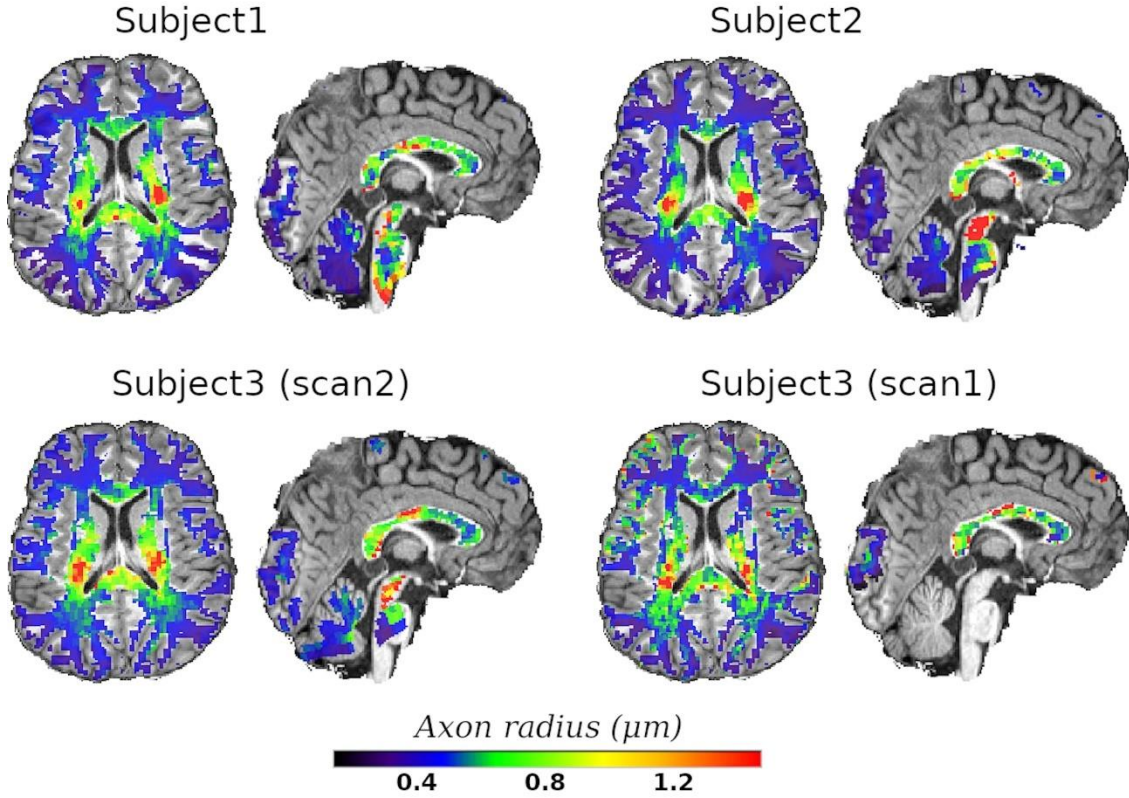 Subject1
Subject2
Subject3 (scan2)
Subject3 (scan1)
Axon radius (μm)
0.4 0.8 1.2